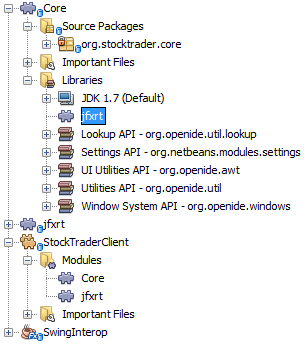 Core
Source Packages
org.stocktrader.core
Important Files
Libraries
JDK 1.7 (Default)
jfxrt
Lookup API - org.openide.util.lookup
Settings API - org.netbeans.modules.settings
UI Utilities API - org.openide.awt
Utilities API - org.openide.util
Window System API - org.openide.windows
jfxrt
StockTraderClient
Modules
Core
jfxrt
Important Files
SwingInterop